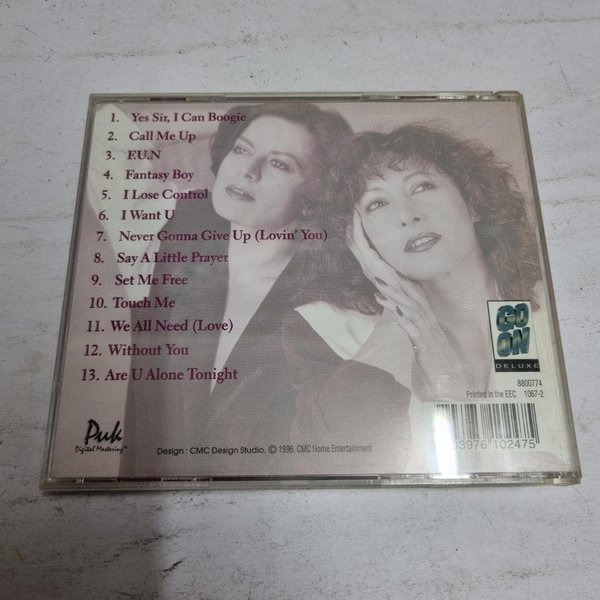 1. Yes Sir, I Can Boogie
2. Call Me Up
3. F.U.N
4. Fantasy Boy
5. I Lose Control
6. I Want U
7. Never Gonna Give Up (Lovin' You)
8. Say A Little Prayer
9. Set Me Free
10. Touch Me
11. We All Need (Love)
12. Without You
13. Are U Alone Tonight
GO
ON
DELUXE
8800774
Printed in the EEC 1067-2
Puk
Digital Mastering™
Design : CMC Design Studio. © 1996, CMC Home Entertainment
102475